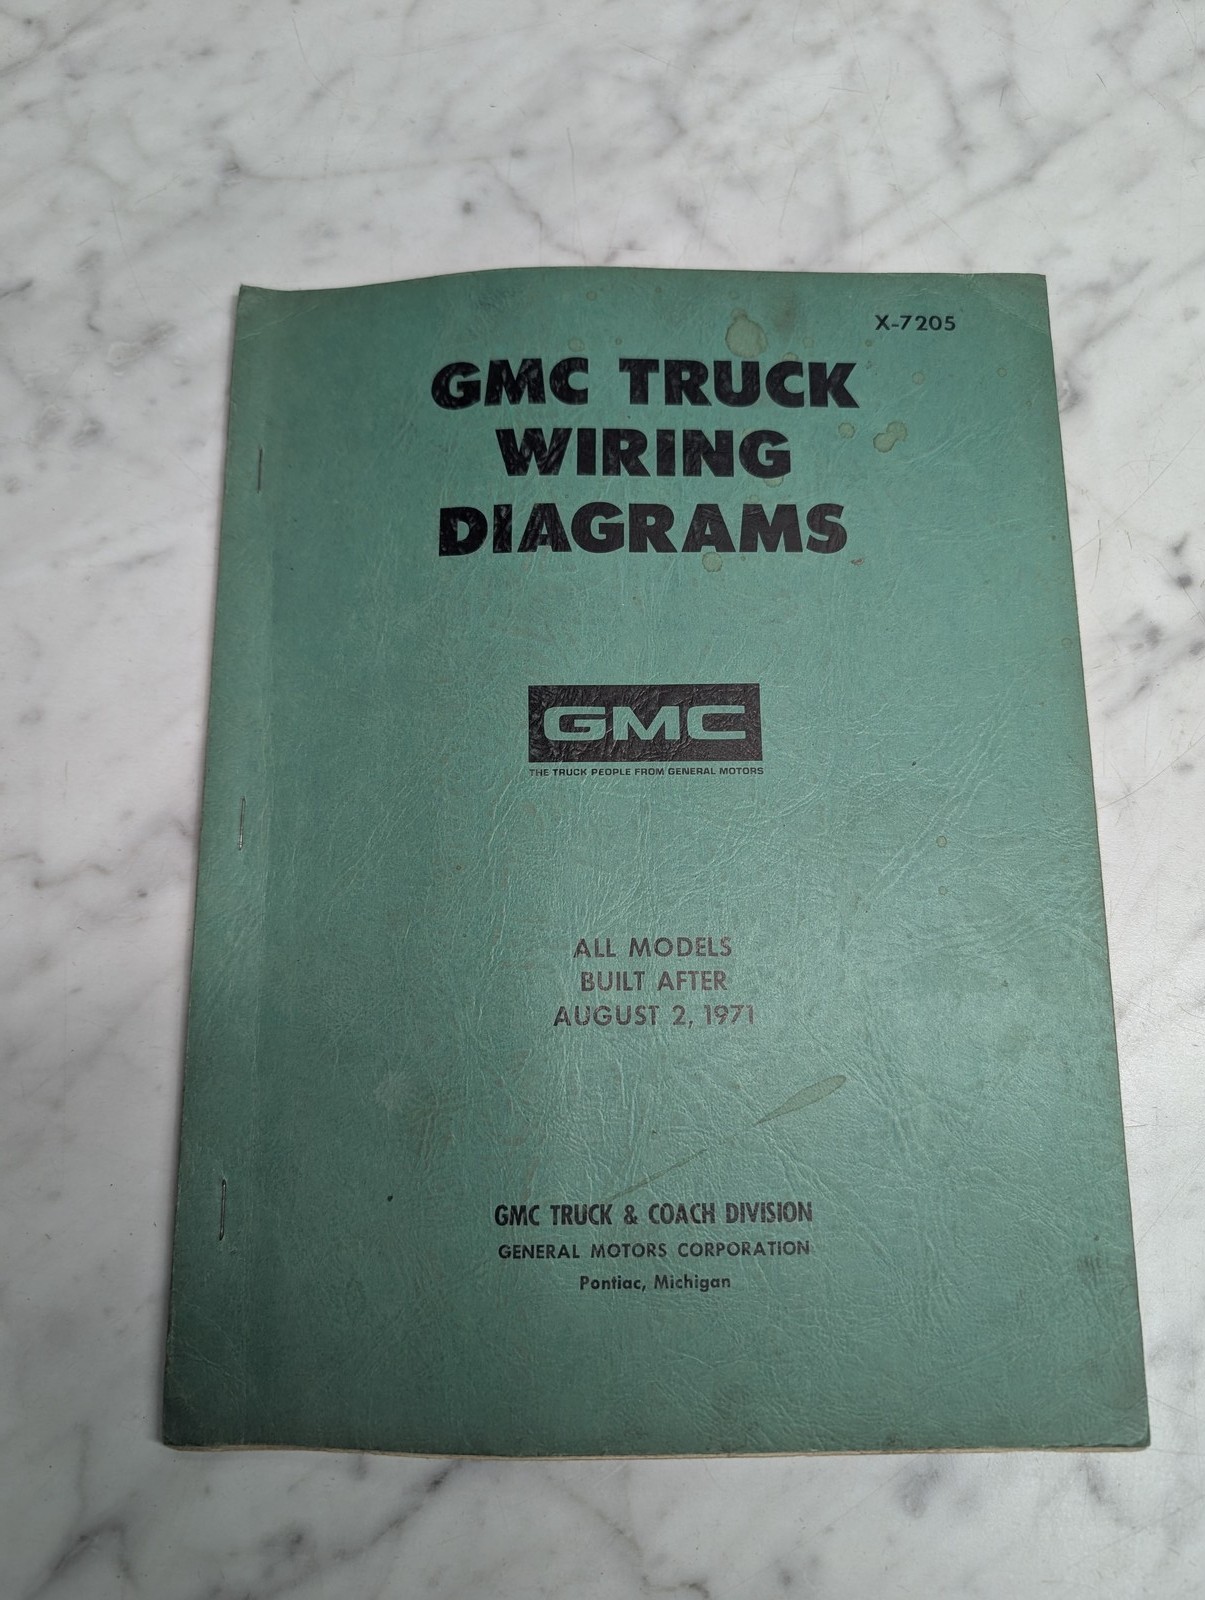 X-7205
GMC TRUCK
WIRING
DIAGRAMS
GMC
THE TRUCK PEOPLE FROM GENERAL MOTORS
ALL MODELS
BUILT AFTER
AUGUST 2, 1971
GMC TRUCK & COACH DIVISION
GENERAL MOTORS CORPORATION
Pontiac, Michigan